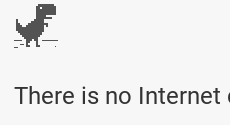 There is no Internet